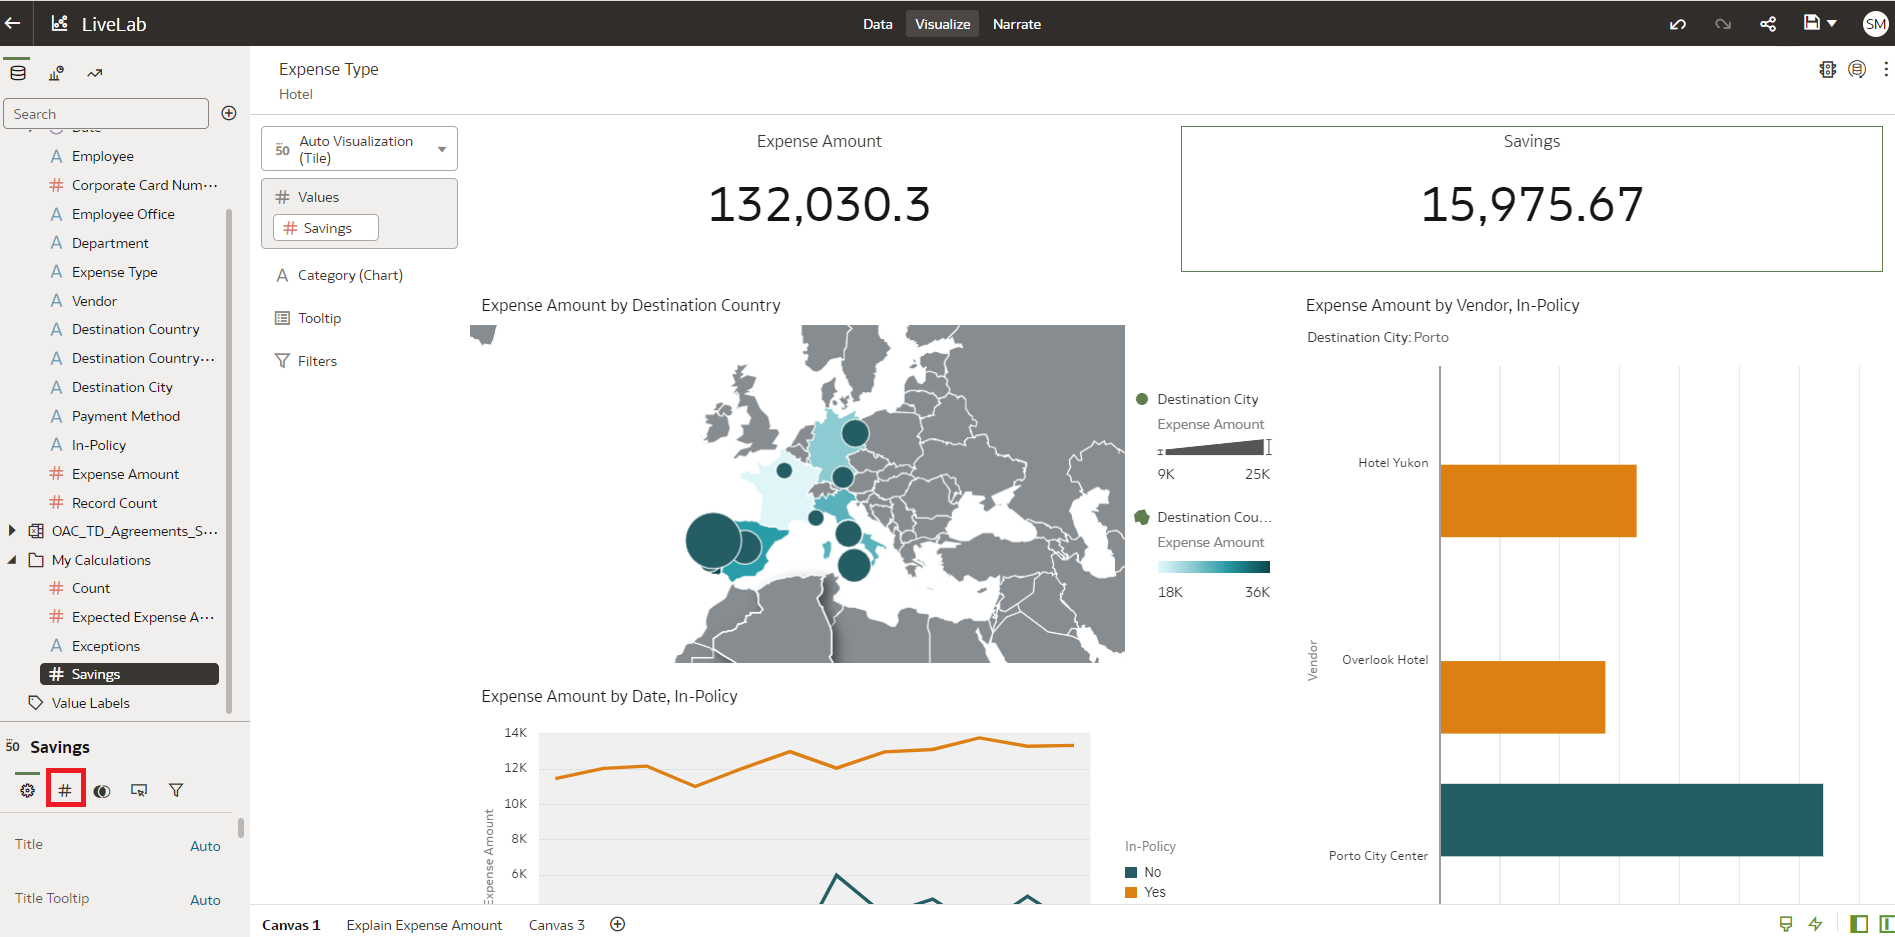 LiveLab
Data
Visualize
Narrate
SM
Search
Date
Employee
Corporate Card Num···
Employee Office
Department
Expense Type
Vendor
Destination Country
Destination Country···
Destination City
Payment Method
In-Policy
Expense Amount
Record Count
OAC_TD_Agreements_S···
My Calculations
Count
Expected Expense A···
Exceptions
Savings
Value Labels
50 Savings
Title
Auto
Title Tooltip
Auto
Expense Type
Hotel
50 Auto Visualization
(Tile)
Values
Savings
Category (Chart)
Tooltip
Filters
Expense Amount
132,030.3
Savings
15,975.67
Expense Amount by Destination Country
Destination City
Expense Amount
9K 25K
Destination Cou...
Expense Amount
18K 36K
Expense Amount by Vendor, In-Policy
Destination City: Porto
Vendor
Hotel Yukon
Overlook Hotel
Porto City Center
Expense Amount by Date, In-Policy
Expense Amount
14K
12K
10K
8K
6K
In-Policy
No
Yes
Canvas 1
Explain Expense Amount
Canvas 3